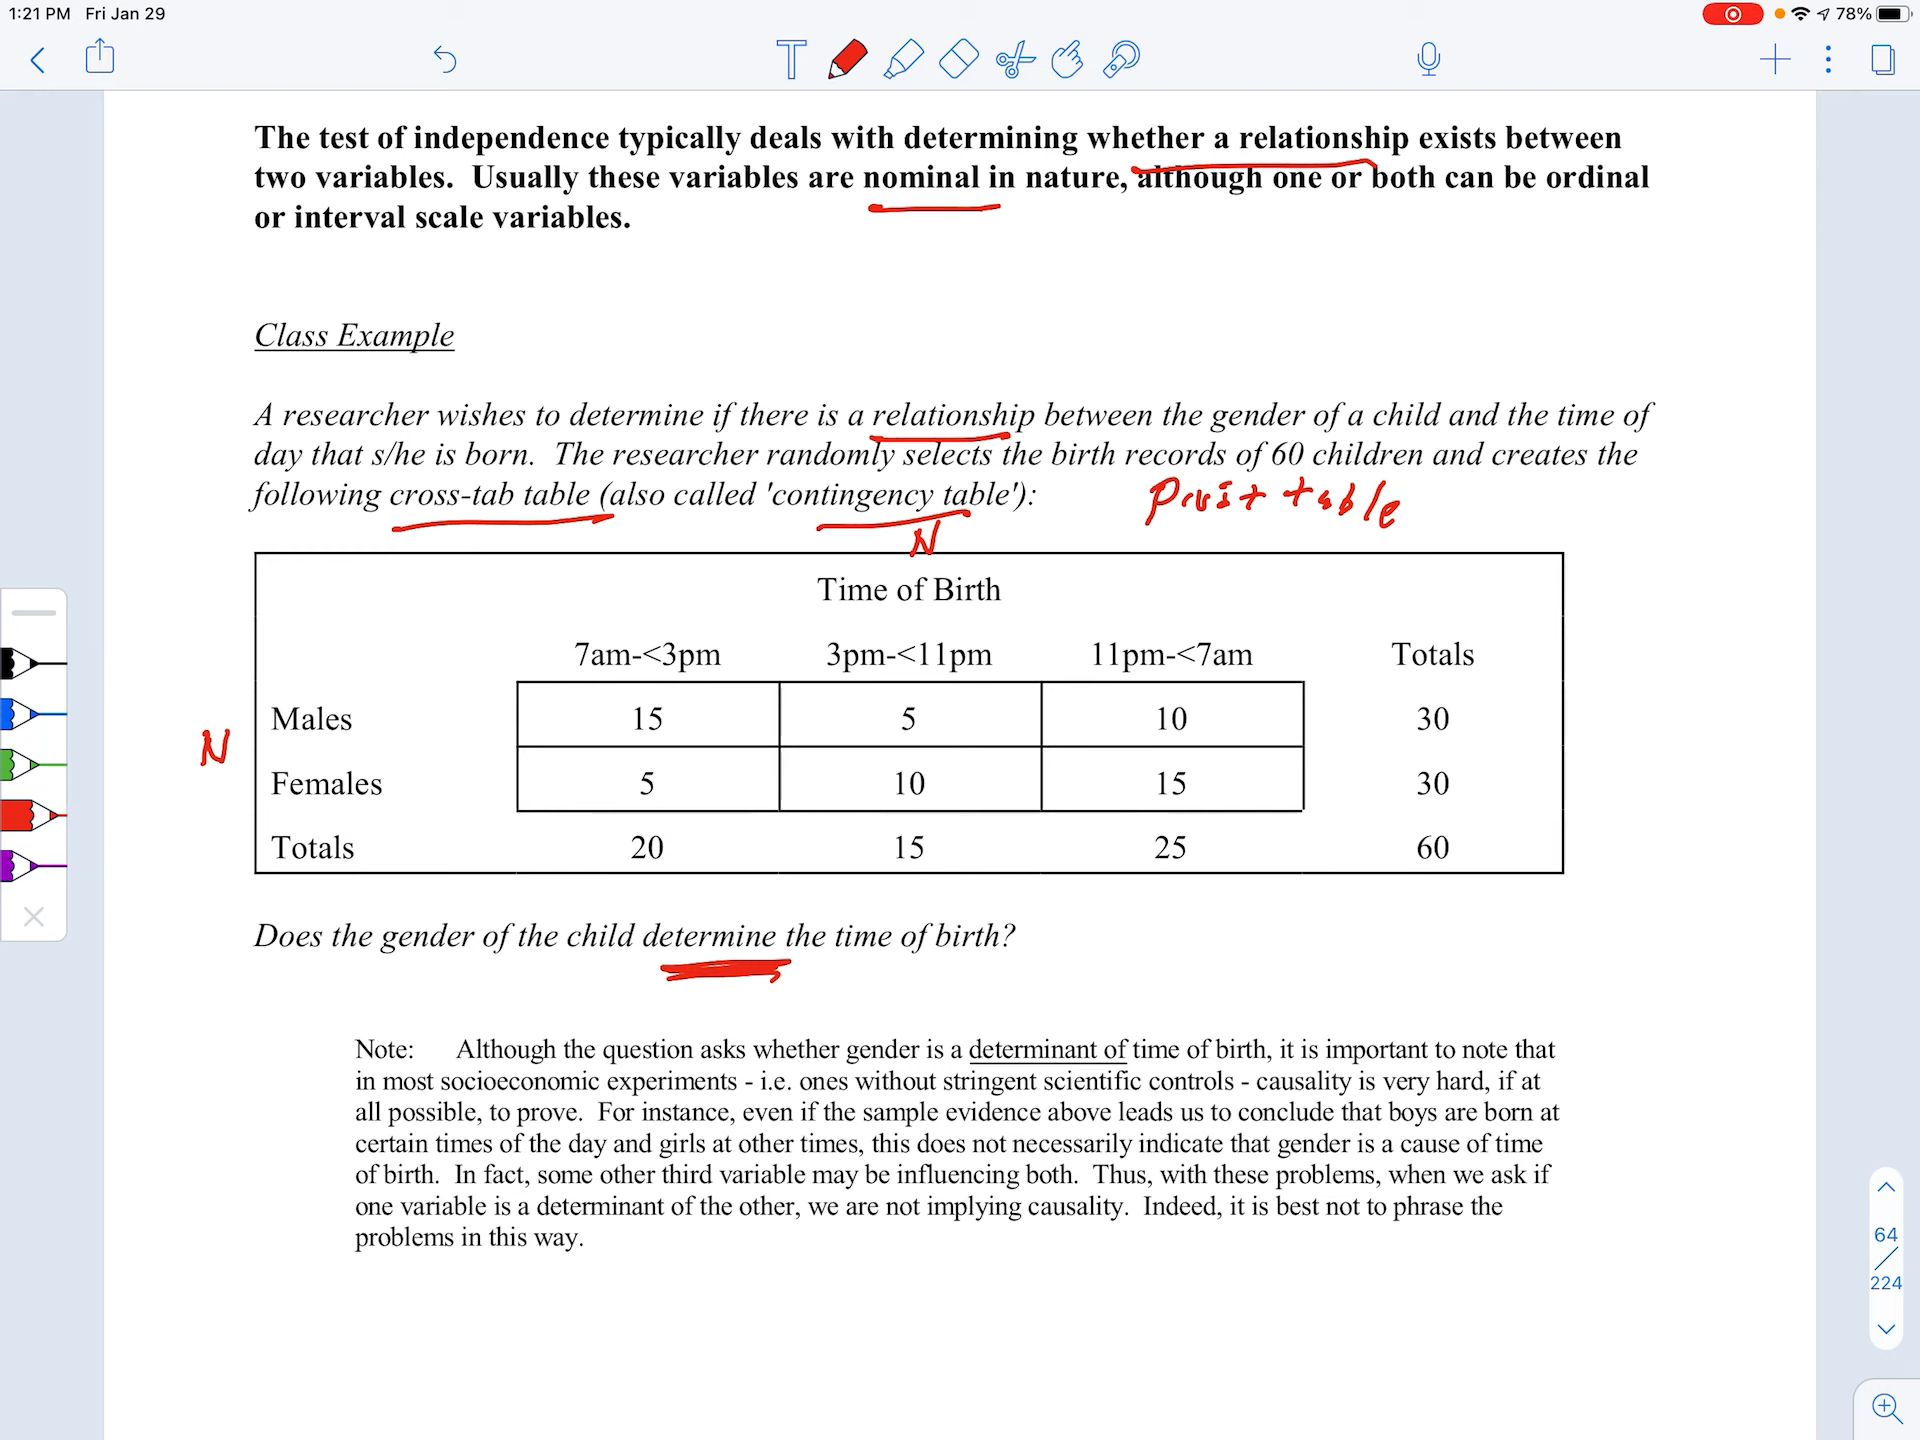 1:21 PM Fri Jan 29 78%
The test of independence typically deals with determining whether a relationship exists between
two variables. Usually these variables are nominal in nature, although one or both can be ordinal
or interval scale variables.
Class Example
A researcher wishes to determine if there is a relationship between the gender of a child and the time of
day that s/he is born. The researcher randomly selects the birth records of 60 children and creates the
following cross-tab table (also called 'contingency table'): table
N
Time of Birth
7am-<3pm 3pm-<11pm 11pm-<7am Totals
Males 15 5 10 30
N
Females 5 10 15 30
Totals 20 15 25 60
Does the gender of the child determine the time of birth?
Note: Although the question asks whether gender is a determinant of time of birth, it is important to note that
in most socioeconomic experiments - i.e. ones without stringent scientific controls - causality is very hard, if at
all possible, to prove. For instance, even if the sample evidence above leads us to conclude that boys are born at
certain times of the day and girls at other times, this does not necessarily indicate that gender is a cause of time
of birth. In fact, some other third variable may be influencing both. Thus, with these problems, when we ask if
one variable is a determinant of the other, we are not implying causality. Indeed, it is best not to phrase the
problems in this way.
64
/
224